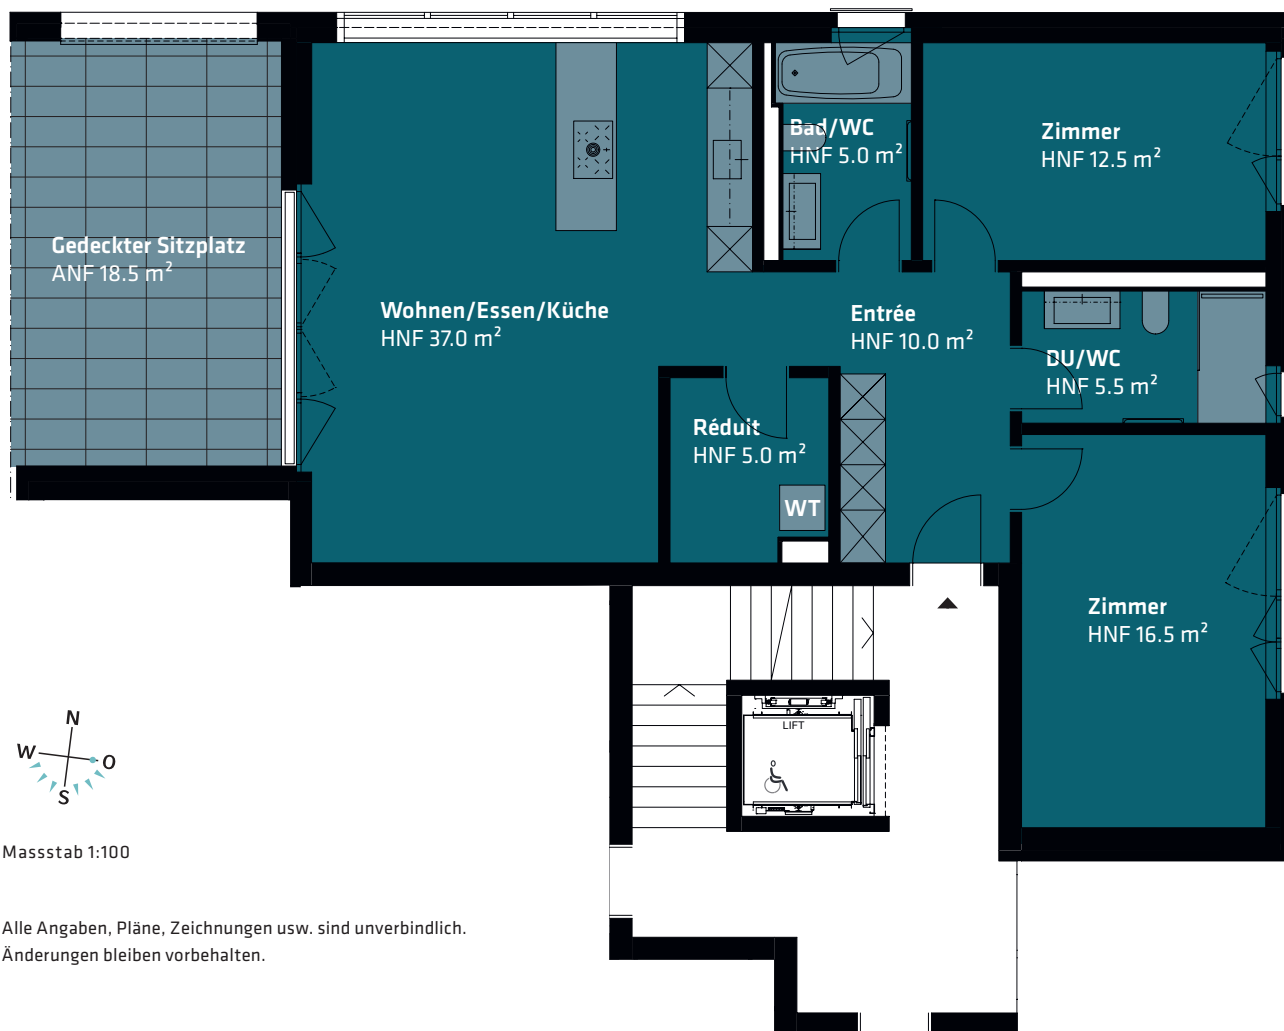 Bad/WC
HNF 5.0 m²
Zimmer
HNF 12.5 m²
Gedeckter Sitzplatz
ANF 18.5 m²
Wohnen/Essen/Küche
HNF 37.0 m²
Entrée
HNF 10.0 m²
DU/WC
HNF 5.5 m²
Réduit
HNF 5.0 m²
WT
Zimmer
HNF 16.5 m²
LIFT
N
W
O
S
Massstab 1:100
Alle Angaben, Pläne, Zeichnungen usw. sind unverbindlich.
Änderungen bleiben vorbehalten.